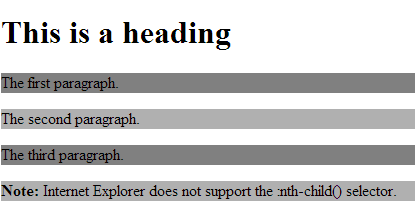 This is a heading
The first paragraph.
The second paragraph.
The third paragraph.
Note: Internet Explorer does not support the :nth-child() selector.